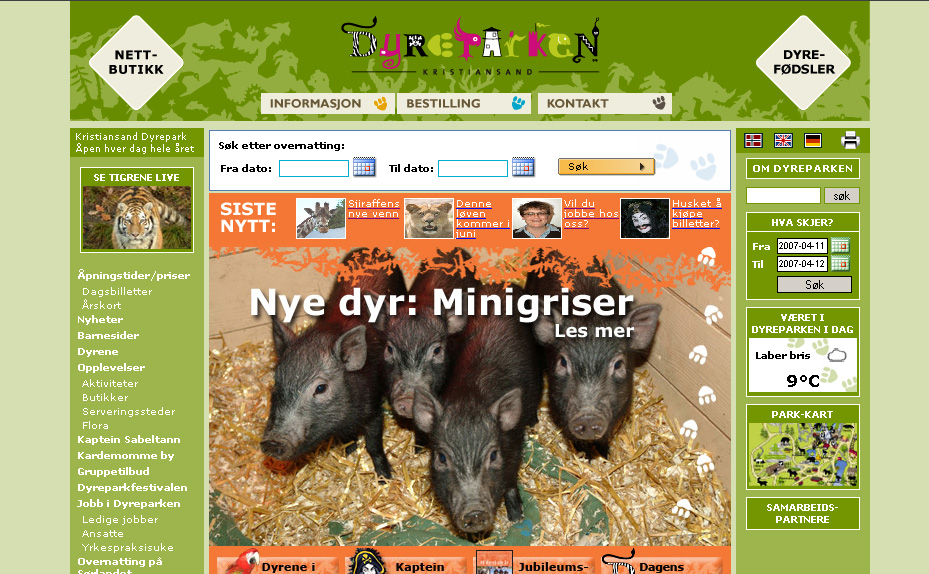 NETT-
BUTIKK
DYREPARKEN
KRISTIANSAND
DYRE-
FØDSLER
INFORMASJON
BESTILLING
KONTAKT
Kristiansand Dyrepark
Åpen hver dag hele året
SE TIGRENE LIVE
Åpningstider/priser
Dagsbilletter
Årskort
Nyheter
Barnesider
Dyrene
Opplevelser
Aktiviteter
Butikker
Serveringssteder
Flora
Kaptein Sabeltann
Kardemomme by
Gruppetilbud
Dyreparkfestivalen
Jobb i Dyreparken
Ledige jobber
Ansatte
Yrkespraksisuke
Overnatting på
Sørlandet
Søk etter overnatting:
Fra dato:
Til dato:
Søk
SISTE
NYTT:
Sjiraffens
nye venn
Denne
løven
kommer i
juni
Vil du
jobbe hos
oss?
Husket å
kjøpe
billetter?
Nye dyr: Minigriser
Les mer
Dyrene i
Kaptein
Jubileums-
Dagens
OM DYREPARKEN
søk
HVA SKJER?
Fra
2007-04-11
Til
2007-04-12
Søk
VÆRET I
DYREPARKEN I DAG
Laber bris
9°C
PARK-KART
SAMARBEIDS-
PARTNERE